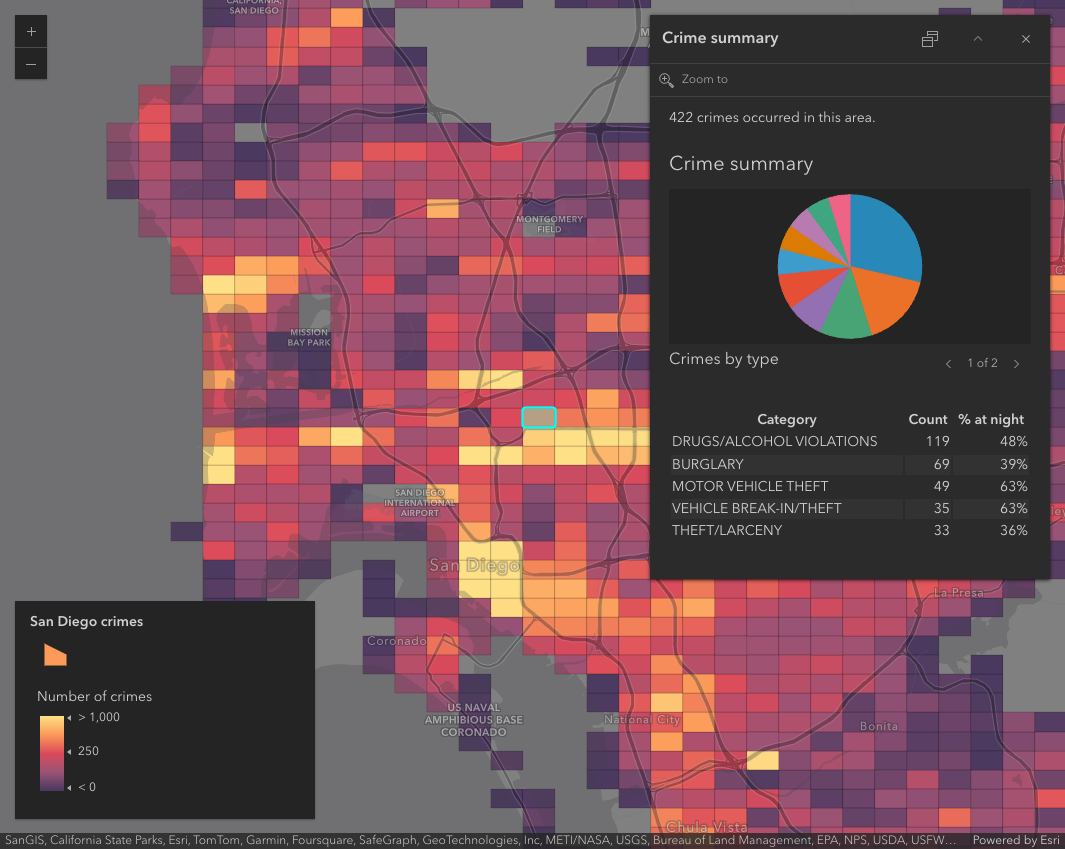 CALIFORNIA,
SAN DIEGO
+
−
MONTGOMERY
FIELD
MISSION
BAY PARK
SAN DIEGO
INTERNATIONAL
AIRPORT
San Diego
Coronado
US NAVAL
AMPHIBIOUS BASE
CORONADO
National City
La Presa
Bonita
Chula Vista
Crime summary
Zoom to
422 crimes occurred in this area.
Crime summary
Crimes by type
1 of 2
Category Count % at night
DRUGS/ALCOHOL VIOLATIONS 119 48%
BURGLARY 69 39%
MOTOR VEHICLE THEFT 49 63%
VEHICLE BREAK-IN/THEFT 35 63%
THEFT/LARCENY 33 36%
San Diego crimes
Number of crimes
> 1,000
250
< 0
SanGIS, California State Parks, Esri, TomTom, Garmin, Foursquare, SafeGraph, GeoTechnologies, Inc, METI/NASA, USGS, Bureau of Land Management, EPA, NPS, USDA, USFW… Powered by Esri